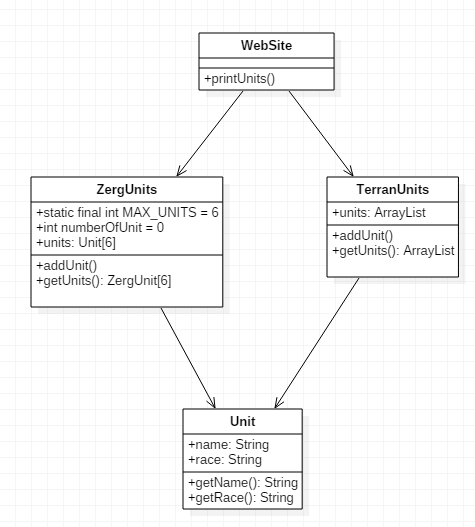 WebSite
+printUnits()
ZergUnits
+static final int MAX_UNITS = 6
+int numberOfUnit = 0
+units: Unit[6]
+addUnit()
+getUnits(): ZergUnit[6]
TerranUnits
+units: ArrayList
+addUnit()
+getUnits(): ArrayList
Unit
+name: String
+race: String
+getName(): String
+getRace(): String